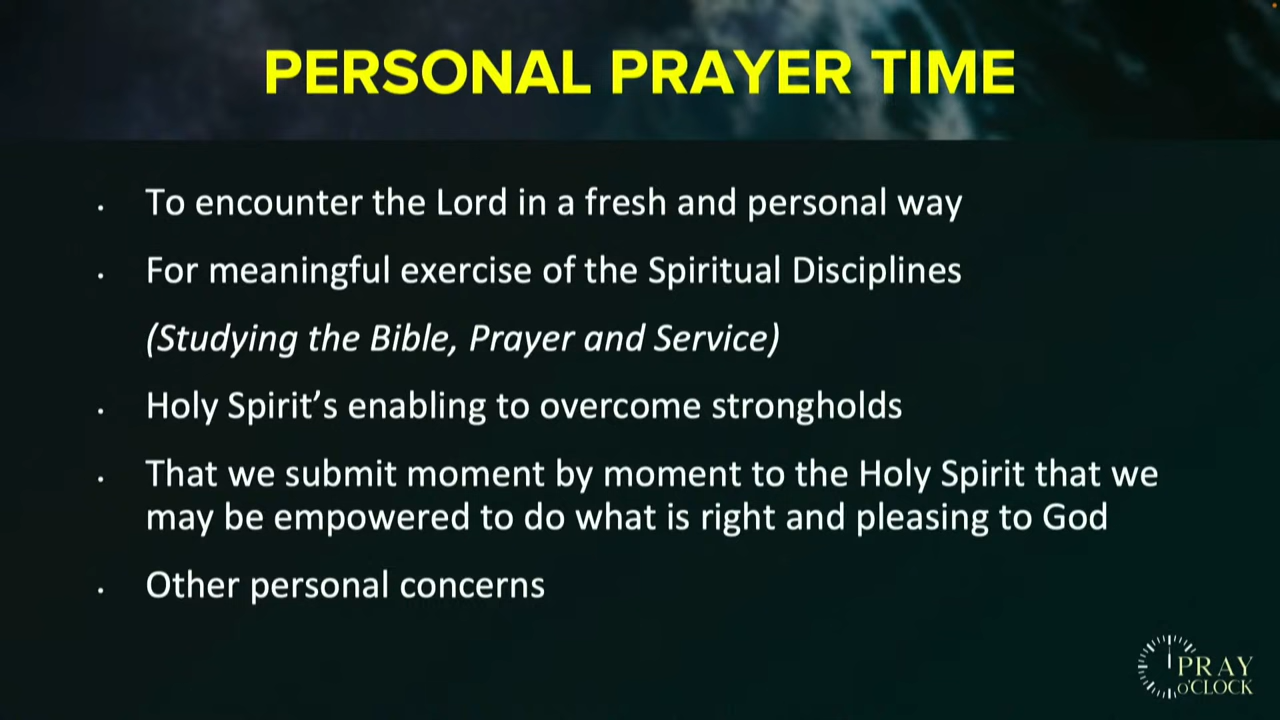 PERSONAL PRAYER TIME
• To encounter the Lord in a fresh and personal way
• For meaningful exercise of the Spiritual Disciplines
(Studying the Bible, Prayer and Service)
• Holy Spirit’s enabling to overcome strongholds
• That we submit moment by moment to the Holy Spirit that we
may be empowered to do what is right and pleasing to God
• Other personal concerns
PRAY
O'CLOCK